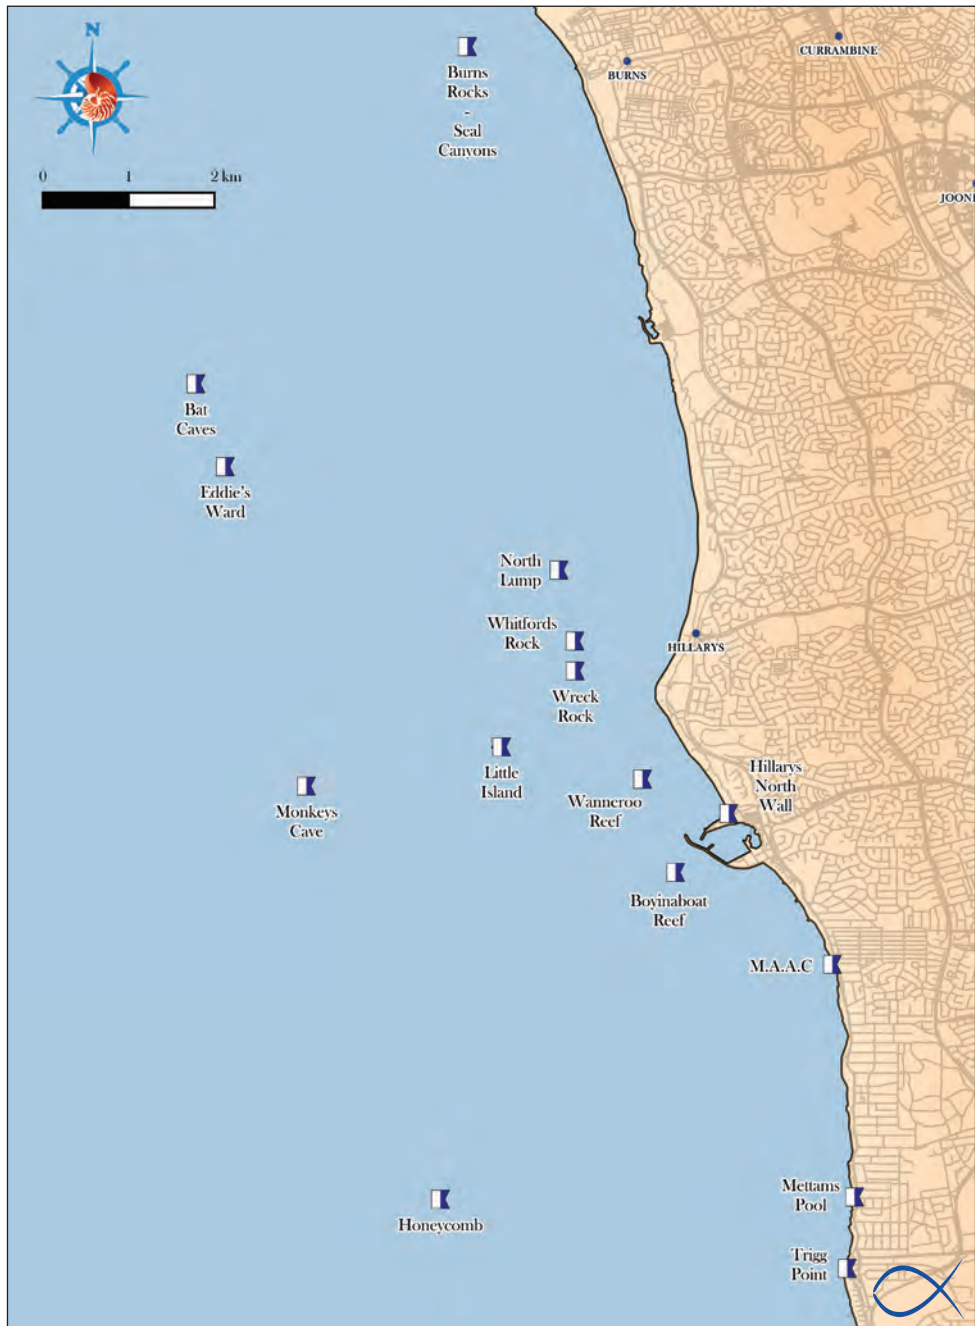 N
0 1 2 km
Burns
Rocks
-
Seal
Canyons
BURNS
CURRAMBINE
Bat
Caves
Eddie's
Ward
North
Lump
Whitfords
Rock
HILLARYS
Wreck
Rock
Little
Island
Hillarys
North
Wall
Monkeys
Cave
Wanneroo
Reef
Boyinaboat
Reef
M.A.A.C
Mettams
Pool
Honeycomb
Trigg
Point